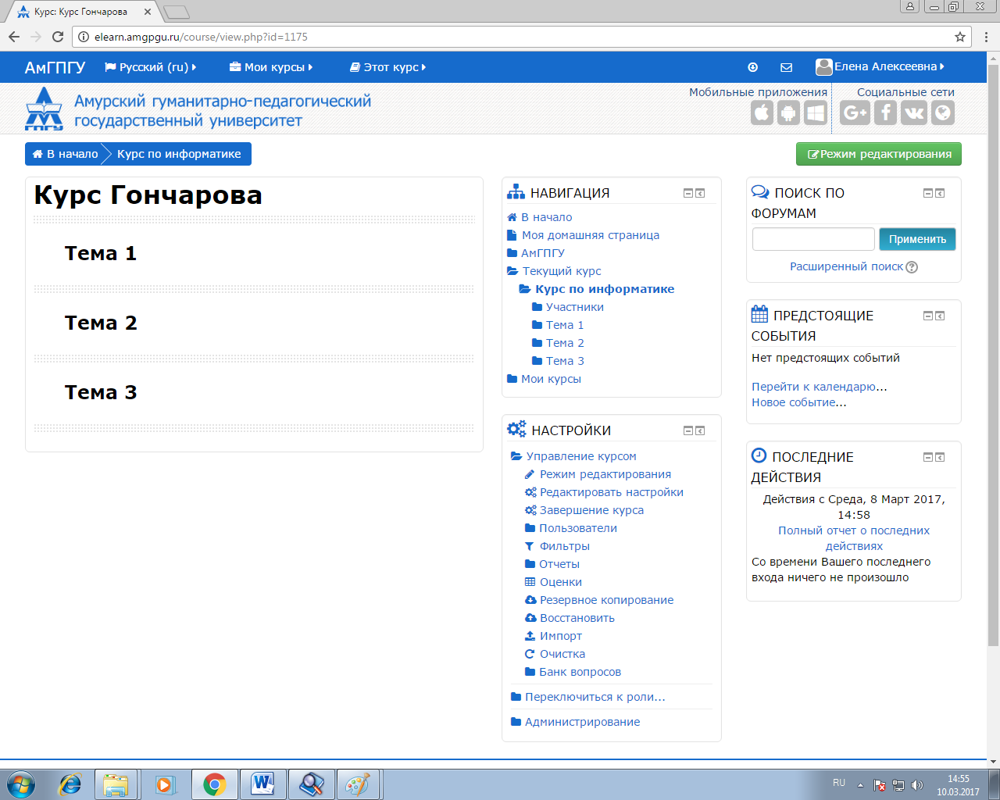 Курс: Курс Гончарова
elearn.amgpgu.ru/course/view.php?id=1175
АмГПГУ Русский (ru) Мои курсы Этот курс Елена Алексеевна
ГПГУ
Амурский гуманитарно-педагогический
государственный университет
Мобильные приложения
Социальные сети
В начало Курс по информатике
Режим редактирования
Курс Гончарова
Тема 1
Тема 2
Тема 3
НАВИГАЦИЯ
В начало
Моя домашняя страница
АмГПГУ
Текущий курс
Курс по информатике
Участники
Тема 1
Тема 2
Тема 3
Мои курсы
НАСТРОЙКИ
Управление курсом
Режим редактирования
Редактировать настройки
Завершение курса
Пользователи
Фильтры
Отчеты
Оценки
Резервное копирование
Восстановить
Импорт
Очистка
Банк вопросов
Переключиться к роли...
Администрирование
ПОИСК ПО
ФОРУМАМ
Применить
Расширенный поиск
ПРЕДСТОЯЩИЕ
СОБЫТИЯ
Нет предстоящих событий
Перейти к календарю...
Новое событие...
ПОСЛЕДНИЕ
ДЕЙСТВИЯ
Действия с Среда, 8 Март 2017,
14:58
Полный отчет о последних
действиях
Со времени Вашего последнего
входа ничего не произошло
RU
14:55
10.03.2017